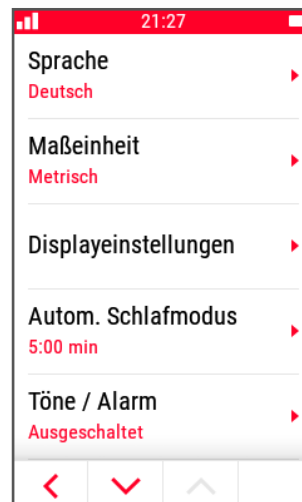 21:27
Sprache
Deutsch
Maßeinheit
Metrisch
Displayeinstellungen
Autom. Schlafmodus
5:00 min
Töne / Alarm
Ausgeschaltet